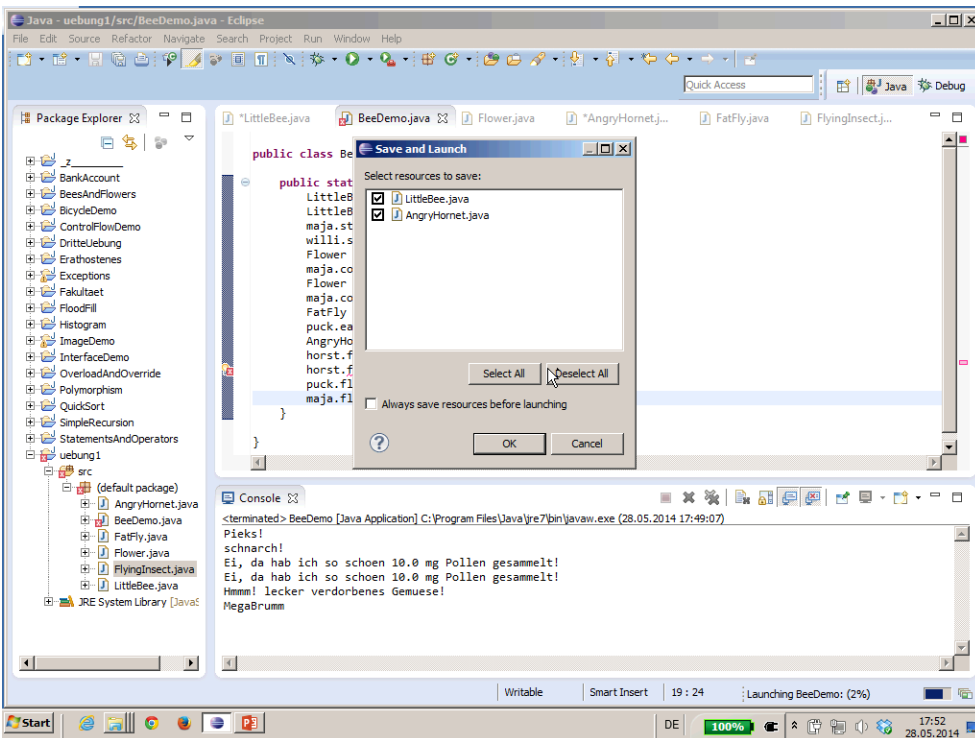 Java - uebung1/src/BeeDemo.java - Eclipse
File Edit Source Refactor Navigate Search Project Run Window Help
Quick Access
Java
Debug
Package Explorer
_z_______
BankAccount
BeesAndFlowers
BicycleDemo
ControlFlowDemo
DritteUebung
Erathostenes
Exceptions
Fakultaet
FloodFill
Histogram
ImageDemo
InterfaceDemo
OverloadAndOverride
Polymorphism
QuickSort
SimpleRecursion
StatementsAndOperators
uebung1
src
(default package)
AngryHornet.java
BeeDemo.java
FatFly.java
Flower.java
FlyingInsect.java
LittleBee.java
JRE System Library [JavaS
*LittleBee.java
BeeDemo.java
Flower.java
*AngryHornet.j...
FatFly.java
FlyingInsect.j...
public class Be
public stat
LittleB
LittleB
maja.st
willi.s
Flower
maja.co
Flower
maja.co
FatFly
puck.ea
AngryHo
horst.f
horst.f
puck.fl
maja.fl
}
}
Save and Launch
Select resources to save:
LittleBee.java
AngryHornet.java
Select All
Deselect All
Always save resources before launching
OK
Cancel
Console
<terminated> BeeDemo [Java Application] C:\Program Files\Java\jre7\bin\javaw.exe (28.05.2014 17:49:07)
Pieks!
schnarch!
Ei, da hab ich so schoen 10.0 mg Pollen gesammelt!
Ei, da hab ich so schoen 10.0 mg Pollen gesammelt!
Hmmm! lecker verdorbenes Gemuese!
MegaBrumm
Writable
Smart Insert
19 : 24
Launching BeeDemo: (2%)
Start
DE
100%
17:52
28.05.2014